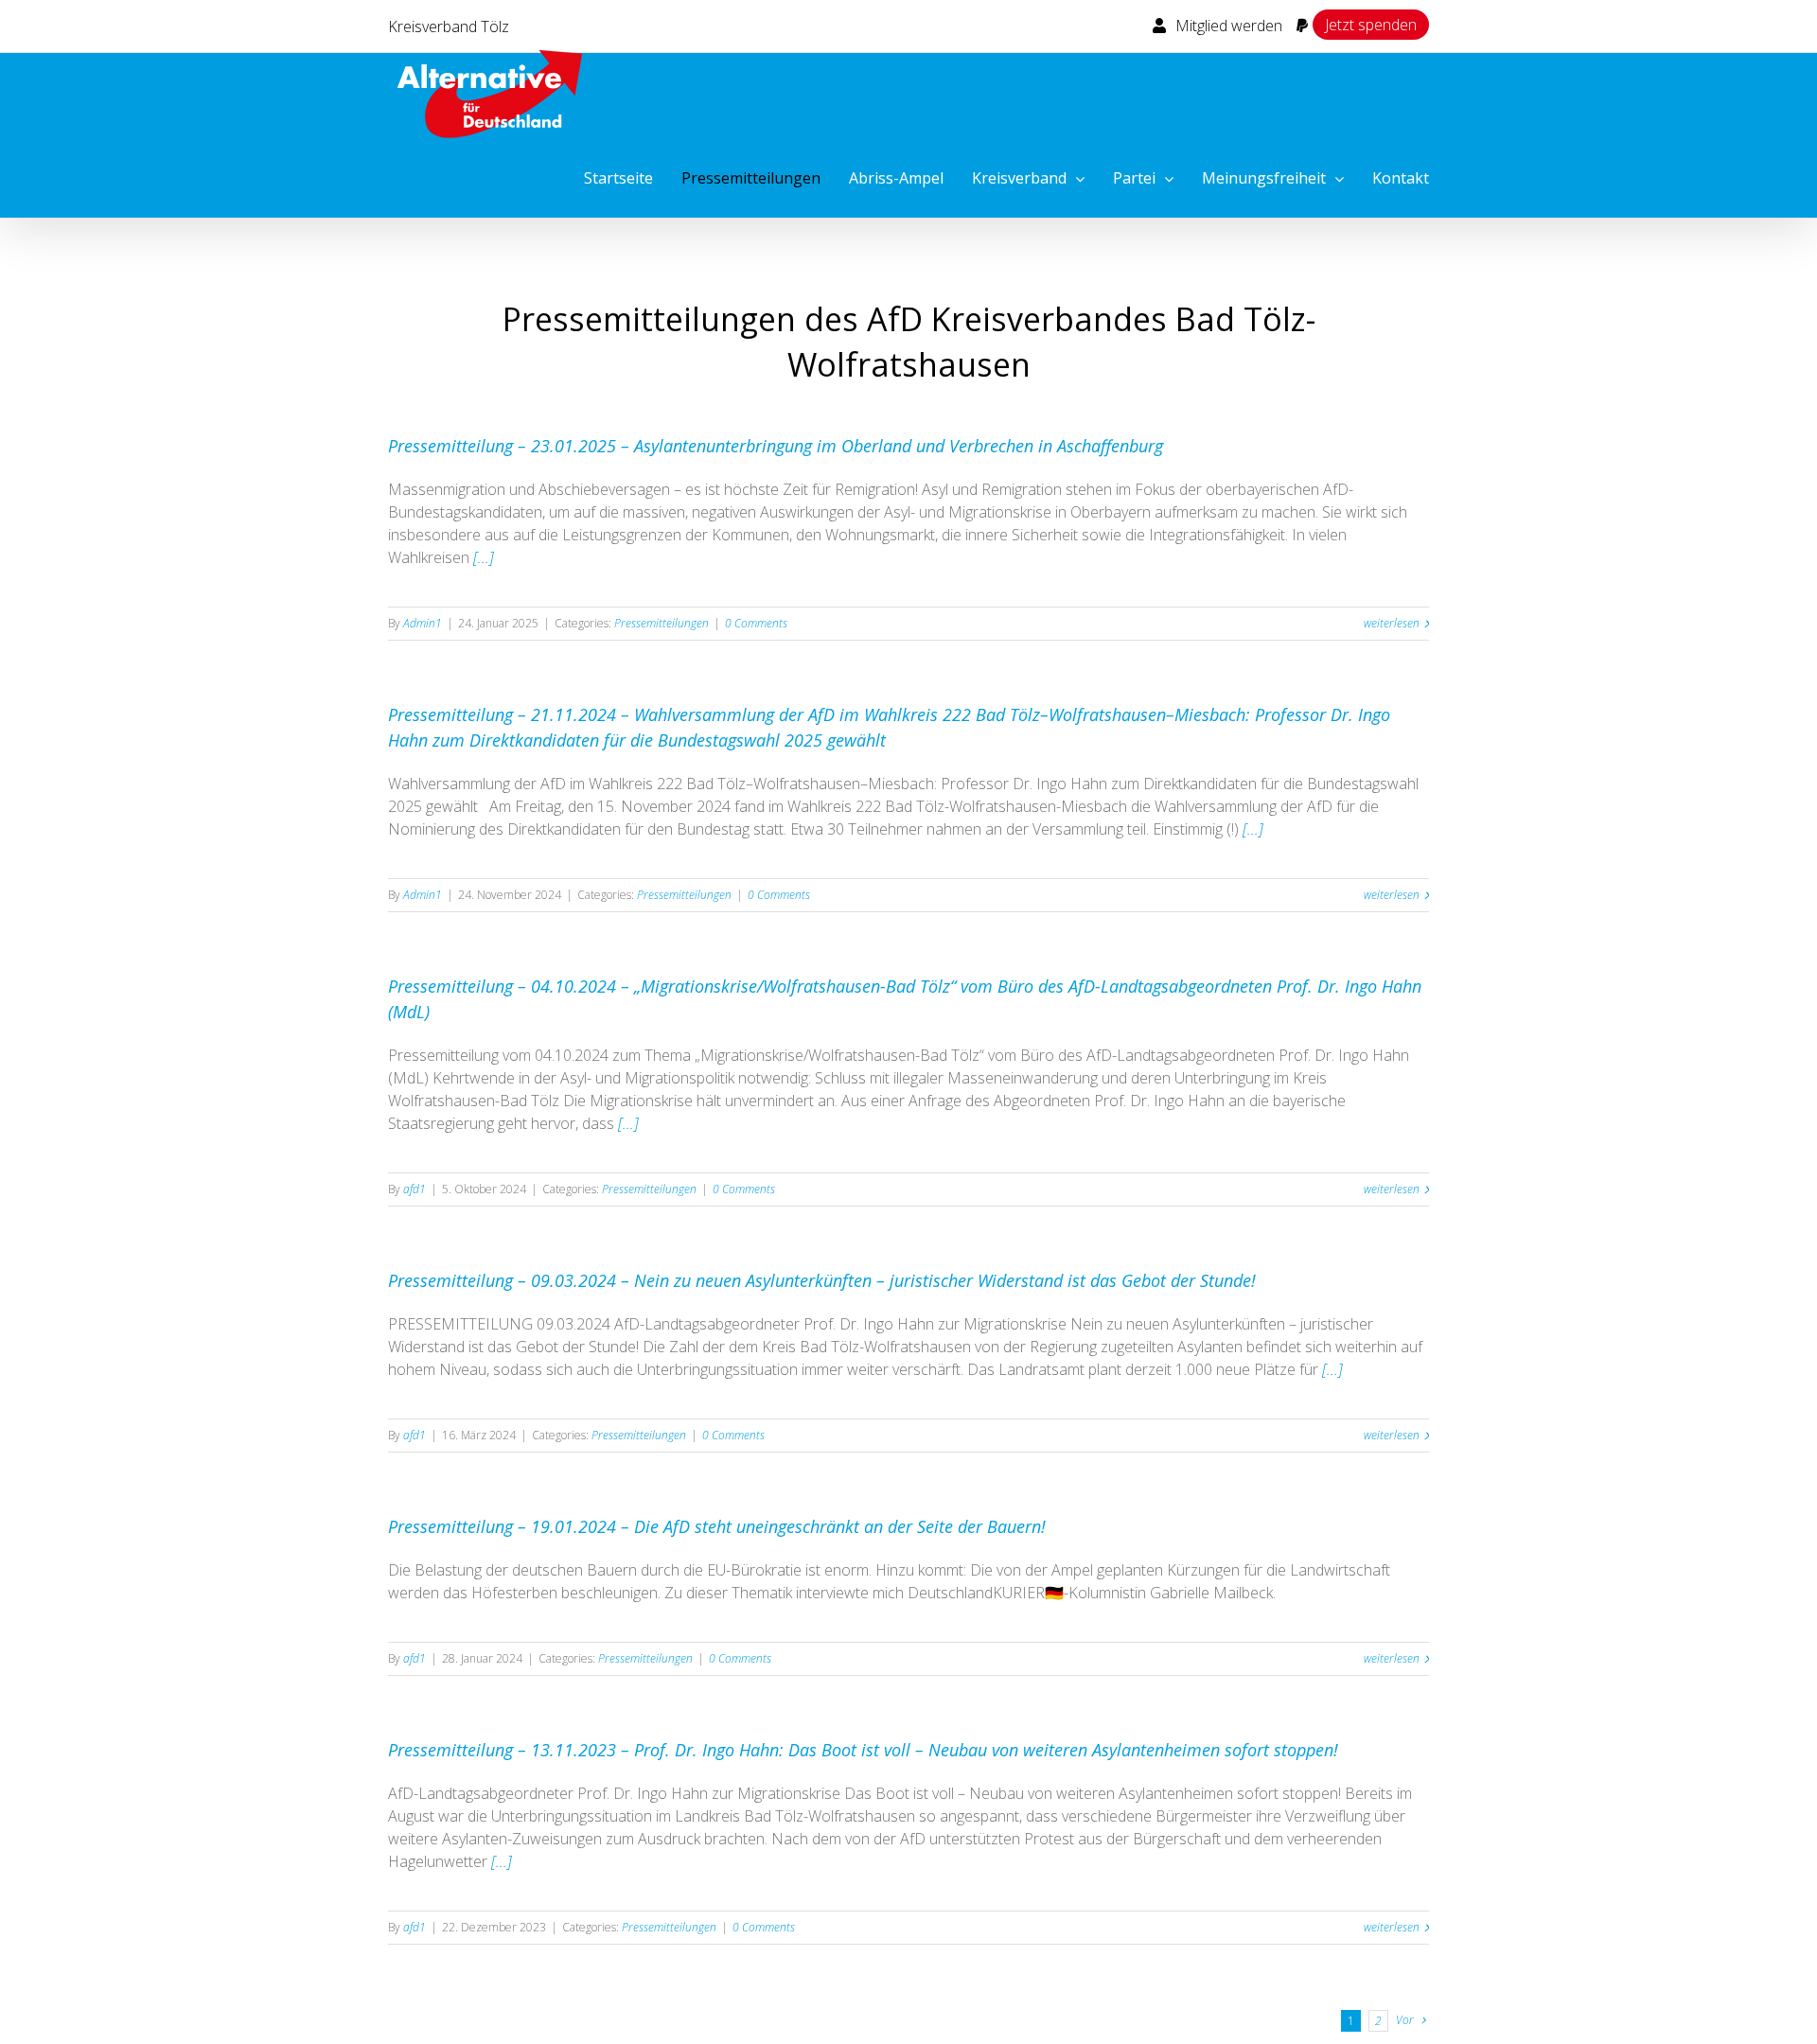 Kreisverband Tölz
Mitglied werden
Jetzt spenden
Alternative
für
Deutschland
Startseite Pressemitteilungen Abriss-Ampel Kreisverband Partei Meinungsfreiheit Kontakt
Pressemitteilungen des AfD Kreisverbandes Bad Tölz-
Wolfratshausen
Pressemitteilung – 23.01.2025 – Asylantenunterbringung im Oberland und Verbrechen in Aschaffenburg
Massenmigration und Abschiebeversagen – es ist höchste Zeit für Remigration! Asyl und Remigration stehen im Fokus der oberbayerischen AfD-
Bundestagskandidaten, um auf die massiven, negativen Auswirkungen der Asyl- und Migrationskrise in Oberbayern aufmerksam zu machen. Sie wirkt sich
insbesondere aus auf die Leistungsgrenzen der Kommunen, den Wohnungsmarkt, die innere Sicherheit sowie die Integrationsfähigkeit. In vielen
Wahlkreisen [...]
By Admin1 | 24. Januar 2025 | Categories: Pressemitteilungen | 0 Comments weiterlesen
Pressemitteilung – 21.11.2024 – Wahlversammlung der AfD im Wahlkreis 222 Bad Tölz–Wolfratshausen–Miesbach: Professor Dr. Ingo
Hahn zum Direktkandidaten für die Bundestagswahl 2025 gewählt
Wahlversammlung der AfD im Wahlkreis 222 Bad Tölz–Wolfratshausen–Miesbach: Professor Dr. Ingo Hahn zum Direktkandidaten für die Bundestagswahl
2025 gewählt   Am Freitag, den 15. November 2024 fand im Wahlkreis 222 Bad Tölz-Wolfratshausen-Miesbach die Wahlversammlung der AfD für die
Nominierung des Direktkandidaten für den Bundestag statt. Etwa 30 Teilnehmer nahmen an der Versammlung teil. Einstimmig (!) [...]
By Admin1 | 24. November 2024 | Categories: Pressemitteilungen | 0 Comments weiterlesen
Pressemitteilung – 04.10.2024 – „Migrationskrise/Wolfratshausen-Bad Tölz“ vom Büro des AfD-Landtagsabgeordneten Prof. Dr. Ingo Hahn
(MdL)
Pressemitteilung vom 04.10.2024 zum Thema „Migrationskrise/Wolfratshausen-Bad Tölz“ vom Büro des AfD-Landtagsabgeordneten Prof. Dr. Ingo Hahn
(MdL) Kehrtwende in der Asyl- und Migrationspolitik notwendig: Schluss mit illegaler Masseneinwanderung und deren Unterbringung im Kreis
Wolfratshausen-Bad Tölz Die Migrationskrise hält unvermindert an. Aus einer Anfrage des Abgeordneten Prof. Dr. Ingo Hahn an die bayerische
Staatsregierung geht hervor, dass [...]
By afd1 | 5. Oktober 2024 | Categories: Pressemitteilungen | 0 Comments weiterlesen
Pressemitteilung – 09.03.2024 – Nein zu neuen Asylunterkünften – juristischer Widerstand ist das Gebot der Stunde!
PRESSEMITTEILUNG 09.03.2024 AfD-Landtagsabgeordneter Prof. Dr. Ingo Hahn zur Migrationskrise Nein zu neuen Asylunterkünften – juristischer
Widerstand ist das Gebot der Stunde! Die Zahl der dem Kreis Bad Tölz-Wolfratshausen von der Regierung zugeteilten Asylanten befindet sich weiterhin auf
hohem Niveau, sodass sich auch die Unterbringungssituation immer weiter verschärft. Das Landratsamt plant derzeit 1.000 neue Plätze für [...]
By afd1 | 16. März 2024 | Categories: Pressemitteilungen | 0 Comments weiterlesen
Pressemitteilung – 19.01.2024 – Die AfD steht uneingeschränkt an der Seite der Bauern!
Die Belastung der deutschen Bauern durch die EU-Bürokratie ist enorm. Hinzu kommt: Die von der Ampel geplanten Kürzungen für die Landwirtschaft
werden das Höfesterben beschleunigen. Zu dieser Thematik interviewte mich DeutschlandKURIER🇩🇪-Kolumnistin Gabrielle Mailbeck.
By afd1 | 28. Januar 2024 | Categories: Pressemitteilungen | 0 Comments weiterlesen
Pressemitteilung – 13.11.2023 – Prof. Dr. Ingo Hahn: Das Boot ist voll – Neubau von weiteren Asylantenheimen sofort stoppen!
AfD-Landtagsabgeordneter Prof. Dr. Ingo Hahn zur Migrationskrise Das Boot ist voll – Neubau von weiteren Asylantenheimen sofort stoppen! Bereits im
August war die Unterbringungssituation im Landkreis Bad Tölz-Wolfratshausen so angespannt, dass verschiedene Bürgermeister ihre Verzweiflung über
weitere Asylanten-Zuweisungen zum Ausdruck brachten. Nach dem von der AfD unterstützten Protest aus der Bürgerschaft und dem verheerenden
Hagelunwetter [...]
By afd1 | 22. Dezember 2023 | Categories: Pressemitteilungen | 0 Comments weiterlesen
1 2 Vor